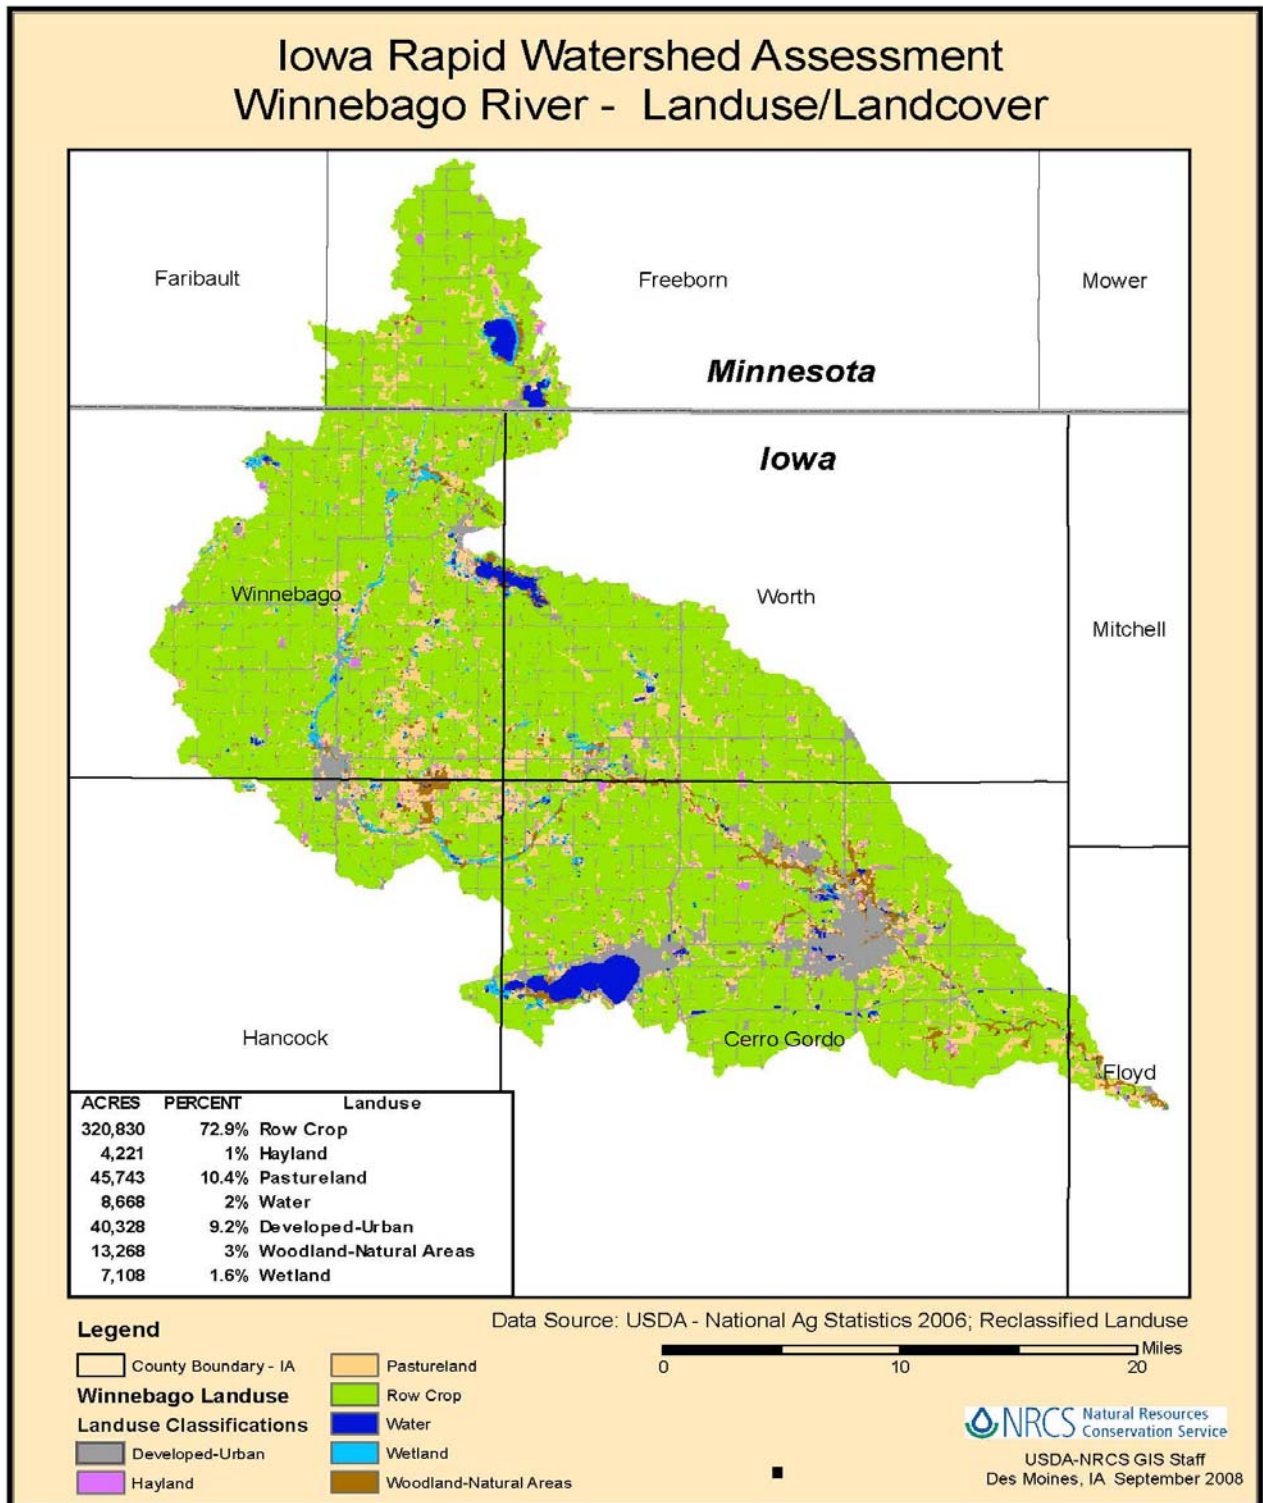 Iowa Rapid Watershed Assessment
Winnebago River - Landuse/Landcover
Faribault
Freeborn
Mower
Minnesota
Iowa
Winnebago
Worth
Mitchell
Hancock
Cerro Gordo
Floyd
ACRES PERCENT Landuse
320,830 72.9% Row Crop
4,221 1% Hayland
45,743 10.4% Pastureland
8,668 2% Water
40,328 9.2% Developed-Urban
13,268 3% Woodland-Natural Areas
7,108 1.6% Wetland
Data Source: USDA - National Ag Statistics 2006; Reclassified Landuse
Legend
County Boundary - IA
Winnebago Landuse
Landuse Classifications
Developed-Urban
Hayland
Pastureland
Row Crop
Water
Wetland
Woodland-Natural Areas
Miles
0 10 20
NRCS Natural Resources
Conservation Service
USDA-NRCS GIS Staff
Des Moines, IA September 2008